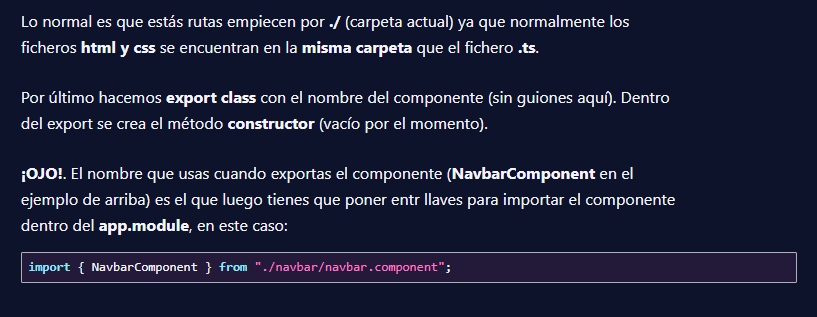 Lo normal es que estás rutas empiecen por ./ (carpeta actual) ya que normalmente los
ficheros html y css se encuentran en la misma carpeta que el fichero .ts.
Por último hacemos export class con el nombre del componente (sin guiones aquí). Dentro
del export se crea el método constructor (vacío por el momento).
¡OJO!. El nombre que usas cuando exportas el componente (NavbarComponent en el
ejemplo de arriba) es el que luego tienes que poner entr llaves para importar el componente
dentro del app.module, en este caso:
import { NavbarComponent } from "./navbar/navbar.component";